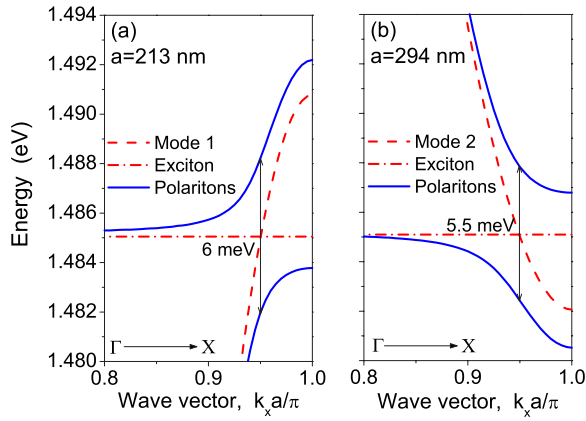 (a)
a=213 nm
Mode 1
Exciton
Polaritons
6 meV
Γ X
1.494
1.492
1.490
1.488
1.486
1.484
1.482
1.480
Energy (eV)
0.8 0.9 1.0
Wave vector, kₓa/π
(b)
a=294 nm
Mode 2
Exciton
Polaritons
5.5 meV
Γ X
0.8 0.9 1.0
Wave vector, kₓa/π